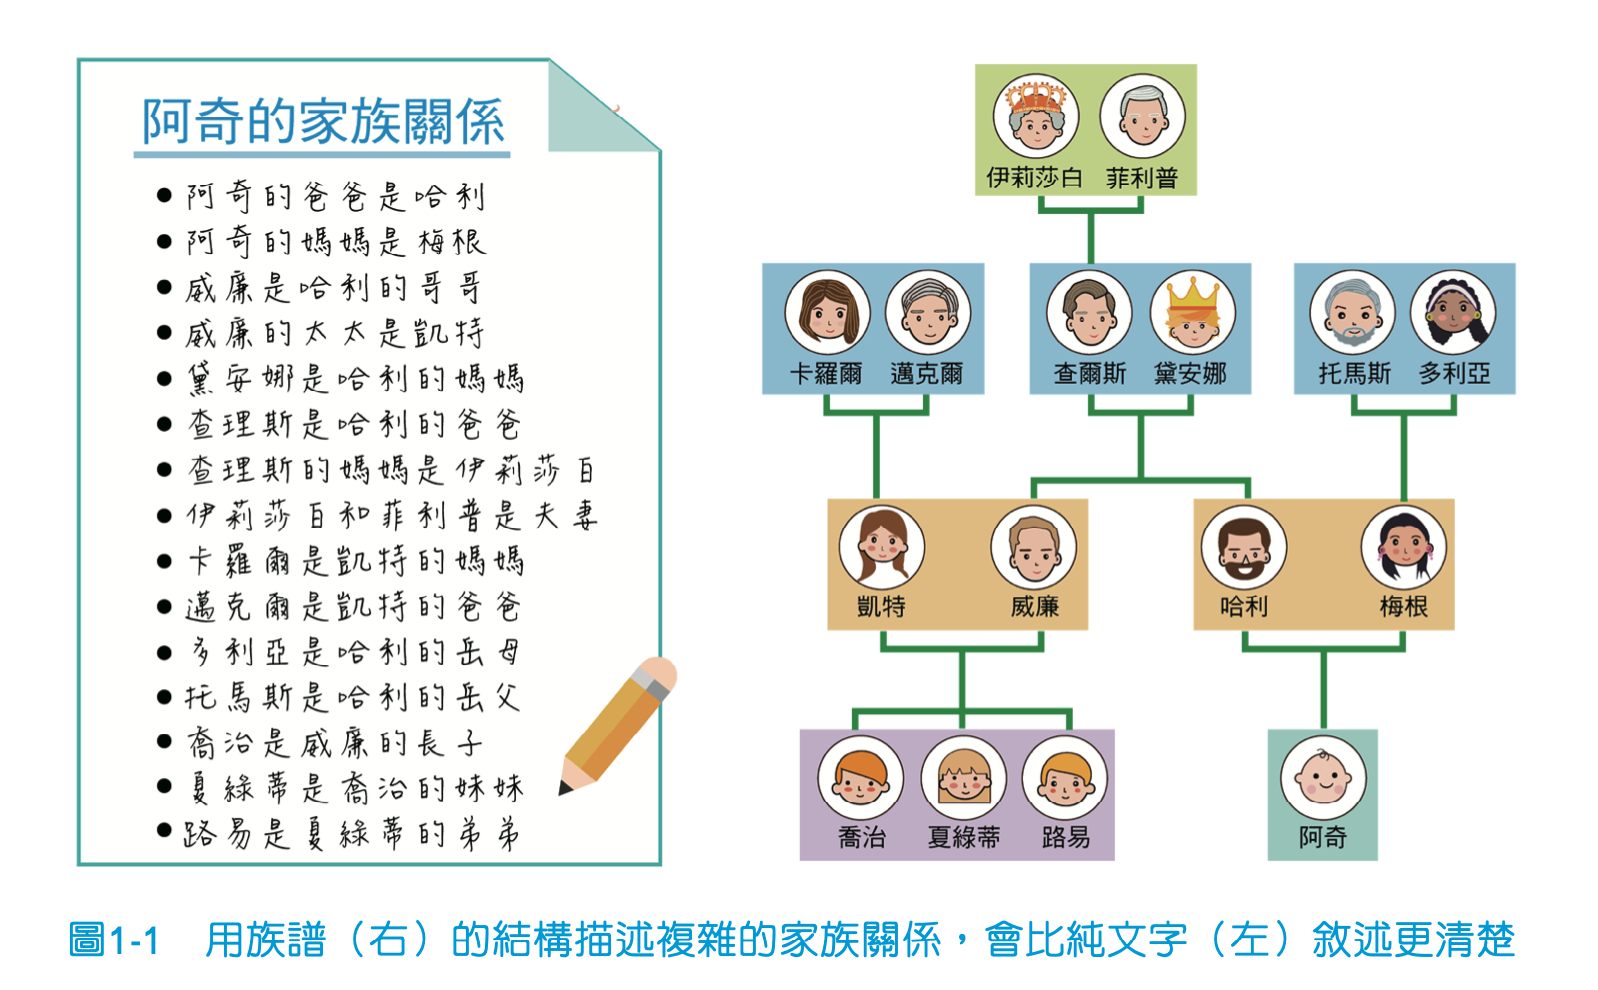 阿奇的家族關係
● 阿奇的爸爸是哈利
● 阿奇的媽媽是梅根
● 威廉是哈利的哥哥
● 威廉的太太是凱特
● 黛安娜是哈利的媽媽
● 查理斯是哈利的爸爸
● 查理斯的媽媽是伊莉莎白
● 伊莉莎白和菲利普是夫妻
● 卡羅爾是凱特的媽媽
● 邁克爾是凱特的爸爸
● 多利亞是哈利的岳母
● 托馬斯是哈利的岳父
● 喬治是威廉的長子
● 夏綠蒂是喬治的妹妹
● 路易是夏綠蒂的弟弟
伊莉莎白 菲利普
卡羅爾 邁克爾 查爾斯 黛安娜 托馬斯 多利亞
凱特 威廉 哈利 梅根
喬治 夏綠蒂 路易 阿奇
圖1-1 用族譜（右）的結構描述複雜的家族關係，會比純文字（左）敘述更清楚